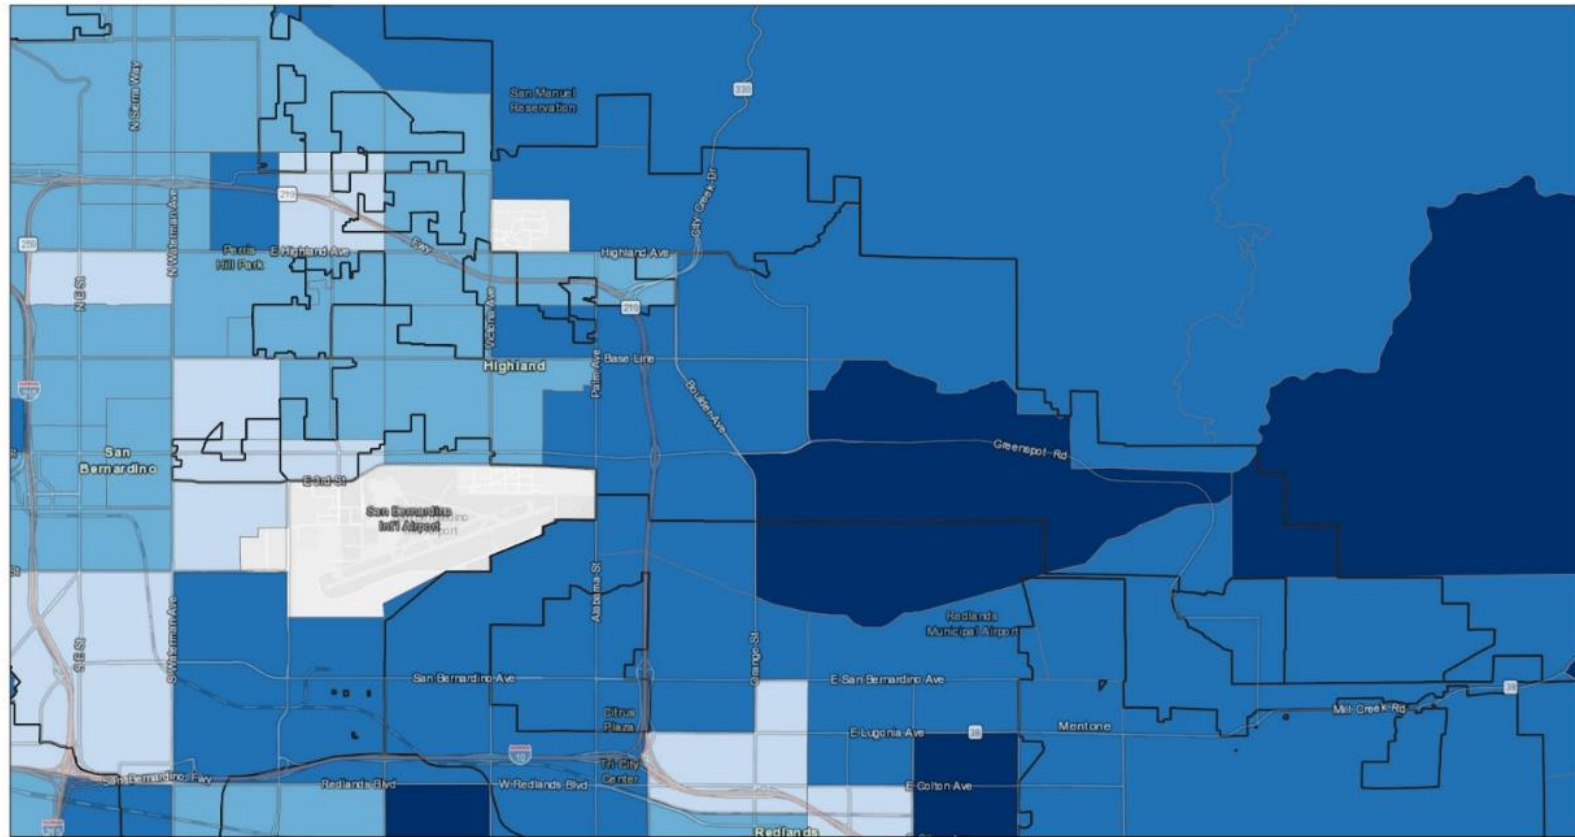 N Sierra Way
San Manuel
Reservation
330
N Waterman Ave
210
City Creek Dr
259
Perris
Hill Park
E Highland Ave
Fwy
Highland Ave
N E St
Victoria Ave
210
Highland
Palm Ave
Base Line
215
Boulder Ave
San
Bernardino
Greenspot Rd
E 3rd St
San Bernardino
Int'l Airport
Alabama St
Redlands
Municipal Airport
S E St
S Waterman Ave
San Bernardino Ave
Orange St
E San Bernardino Ave
38
Mill Creek Rd
Citrus
Plaza
E Lugonia Ave
38
Mentone
10
Tri-City
Center
San Bernardino Fwy
Redlands Blvd
W Redlands Blvd
E Colton Ave
215
Redlands